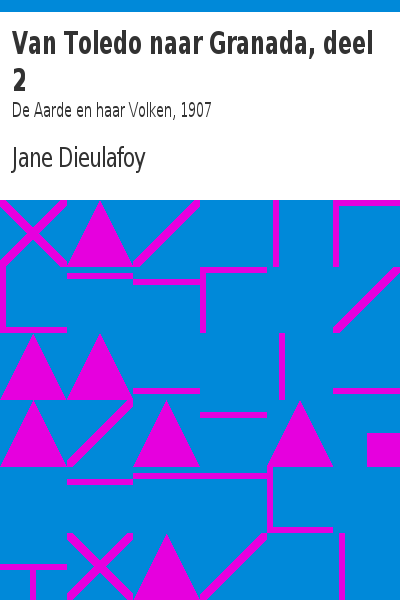 Van Toledo naar Granada, deel
2
De Aarde en haar Volken, 1907
Jane Dieulafoy